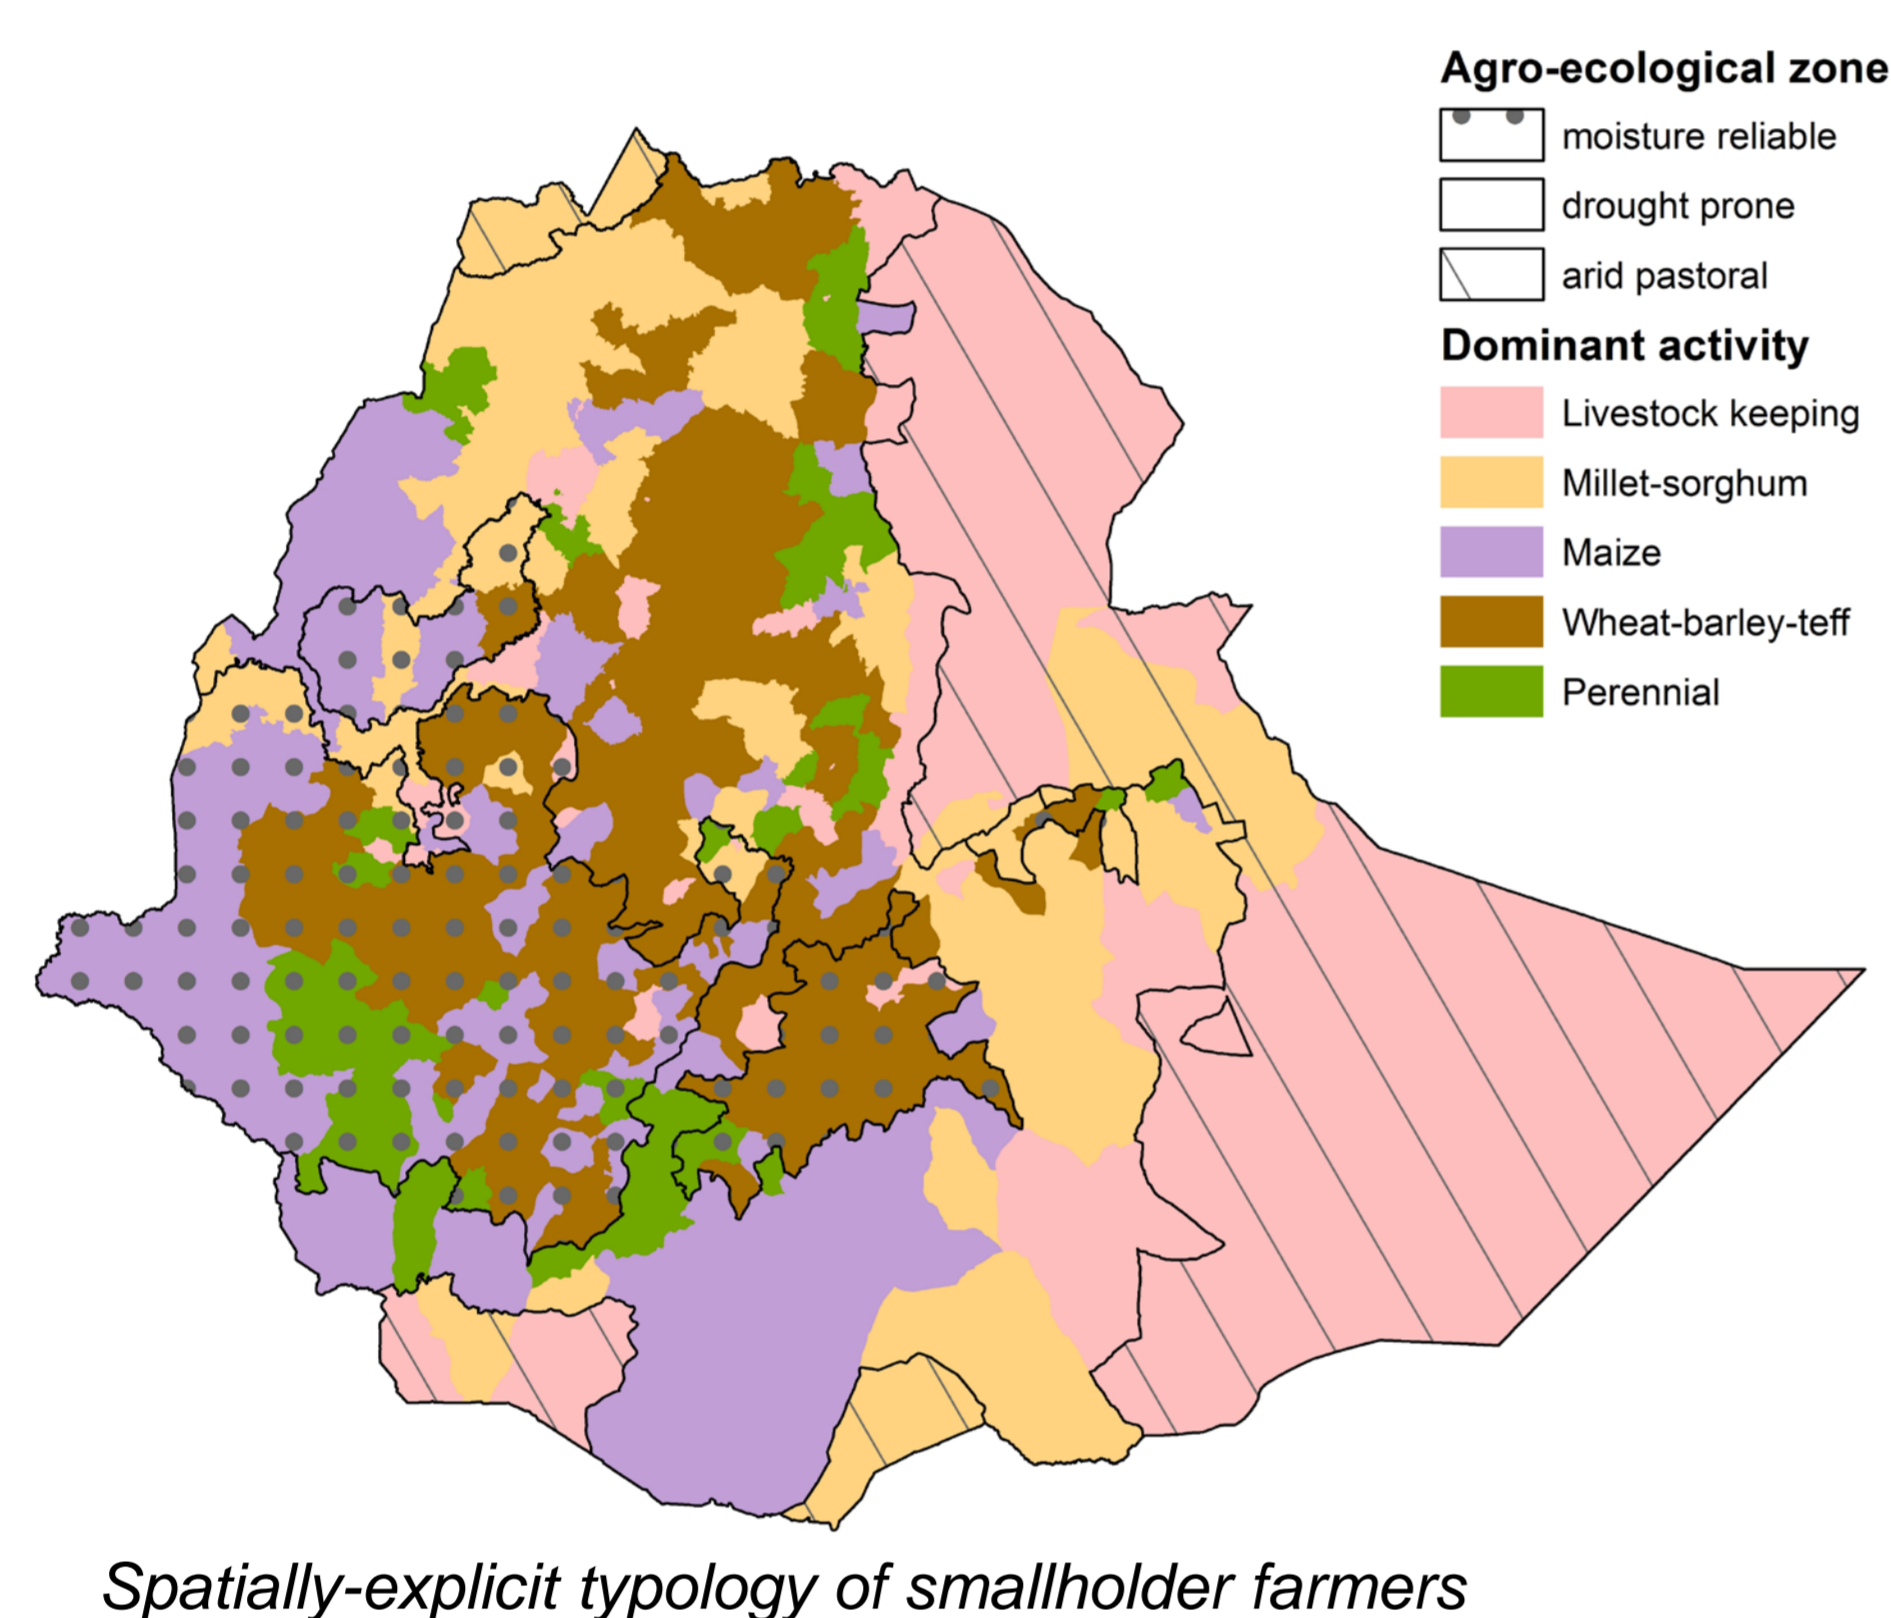 Agro-ecological zone
moisture reliable
drought prone
arid pastoral
Dominant activity
Livestock keeping
Millet-sorghum
Maize
Wheat-barley-teff
Perennial
Spatially-explicit typology of smallholder farmers